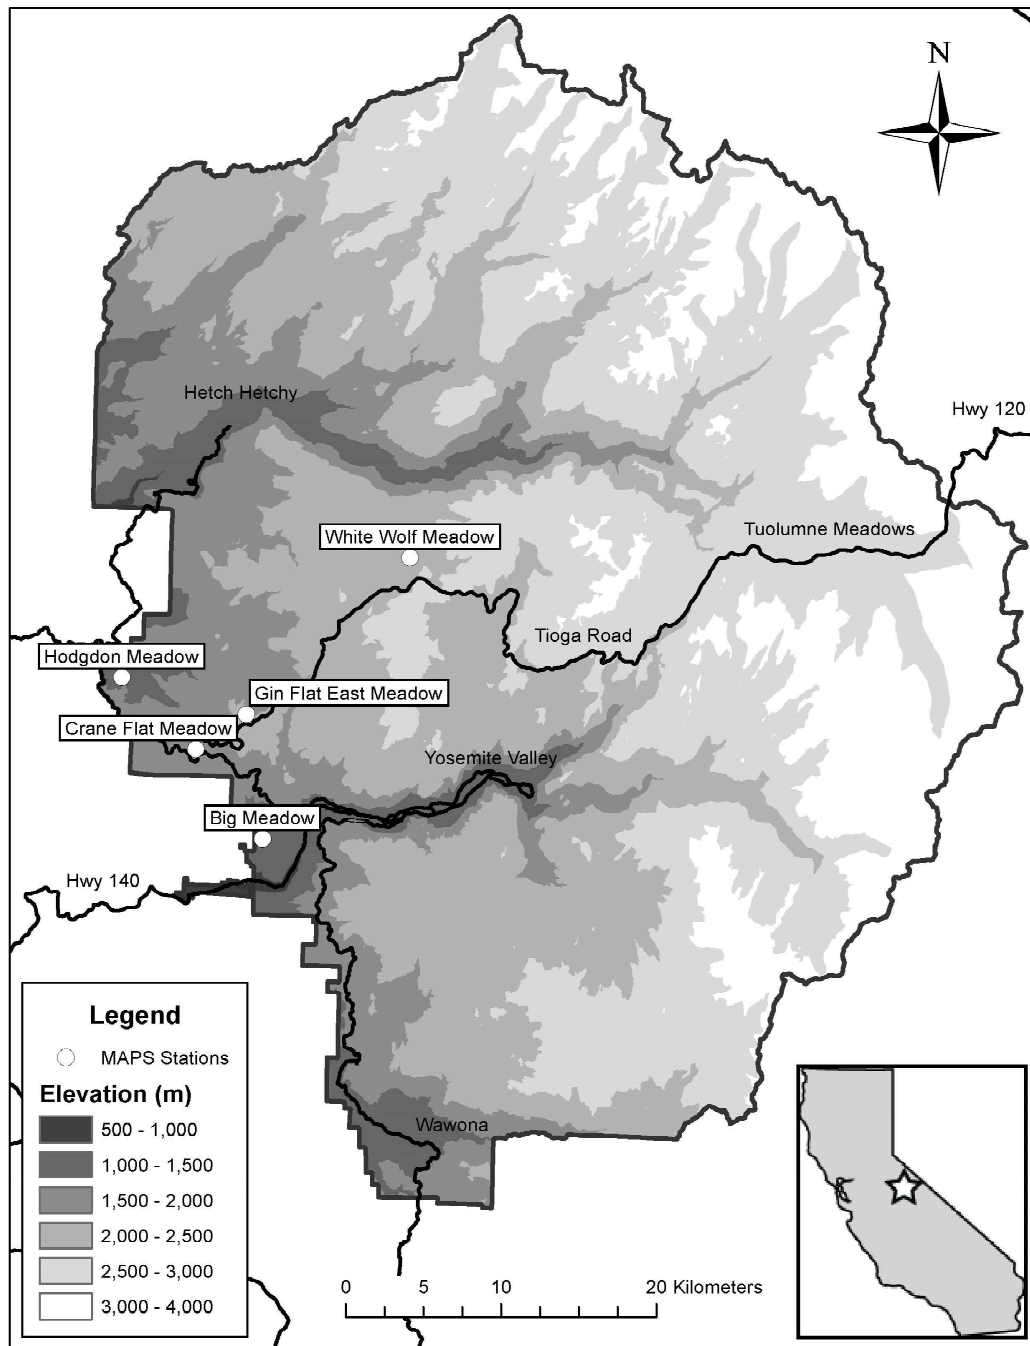 N
Hetch Hetchy
Hwy 120
White Wolf Meadow
Tuolumne Meadows
Tioga Road
Hodgdon Meadow
Gin Flat East Meadow
Crane Flat Meadow
Yosemite Valley
Big Meadow
Hwy 140
Legend
MAPS Stations
Elevation (m)
500 - 1,000
1,000 - 1,500
1,500 - 2,000
2,000 - 2,500
2,500 - 3,000
3,000 - 4,000
Wawona
0 5 10 20 Kilometers